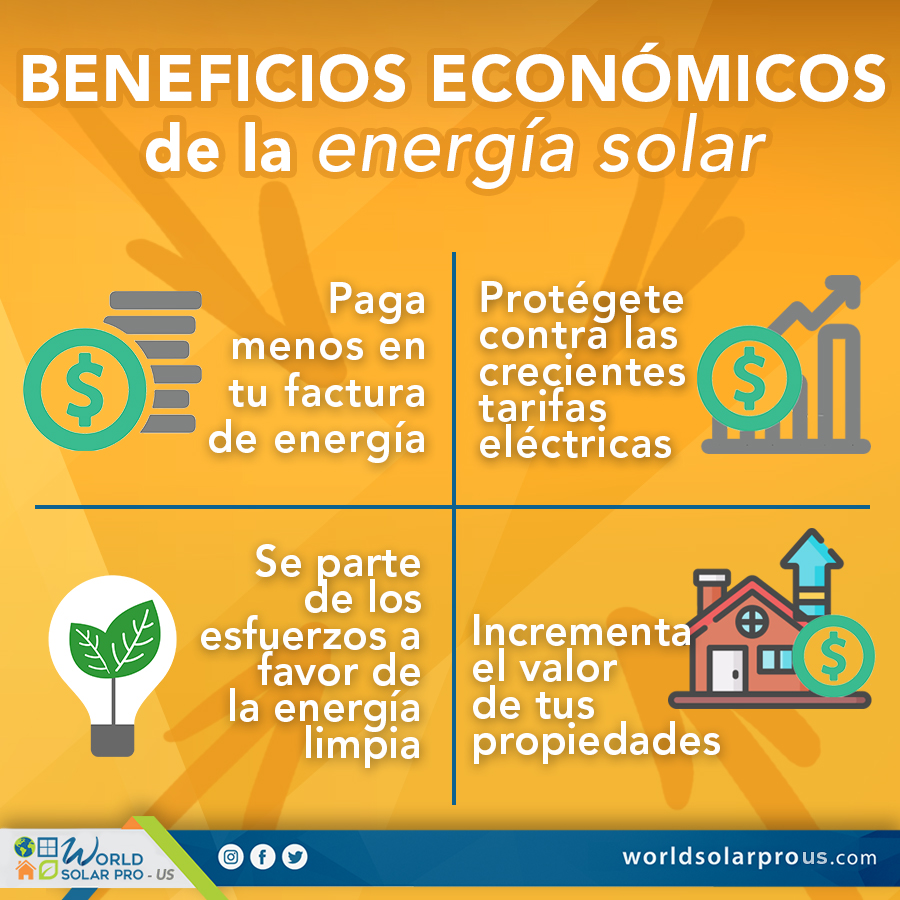 BENEFICIOS ECONÓMICOS
de la energía solar
Paga
menos en
tu factura
de energía
Protégete
contra las
crecientes
tarifas
eléctricas
$
$
Se parte
de los
esfuerzos a
favor de
la energía
limpia
Incrementa
el valor
de tus
propiedades
$
WORLD
SOLAR PRO - US
worldsolarprous.com